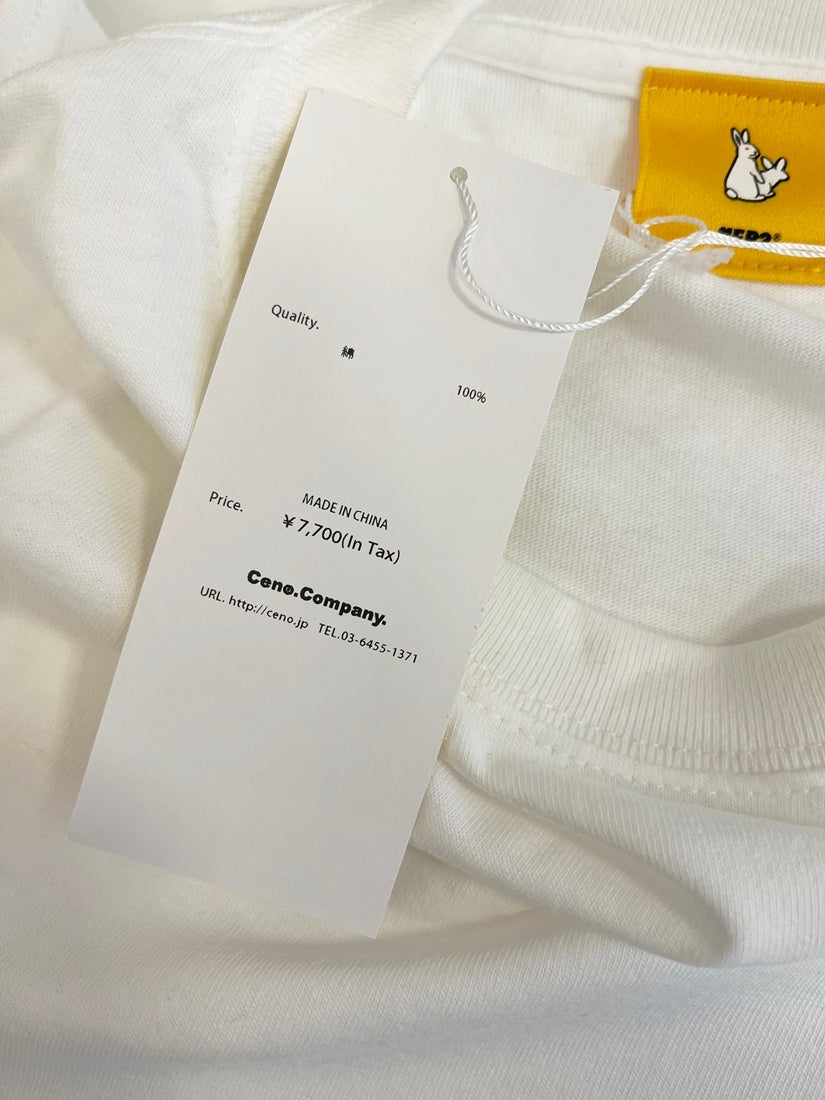 Quality.
綿
100%
MADE IN CHINA
Price.
¥7,700(In Tax)
Ceno.Company.
URL. http://ceno.jp TEL.03-6455-1371